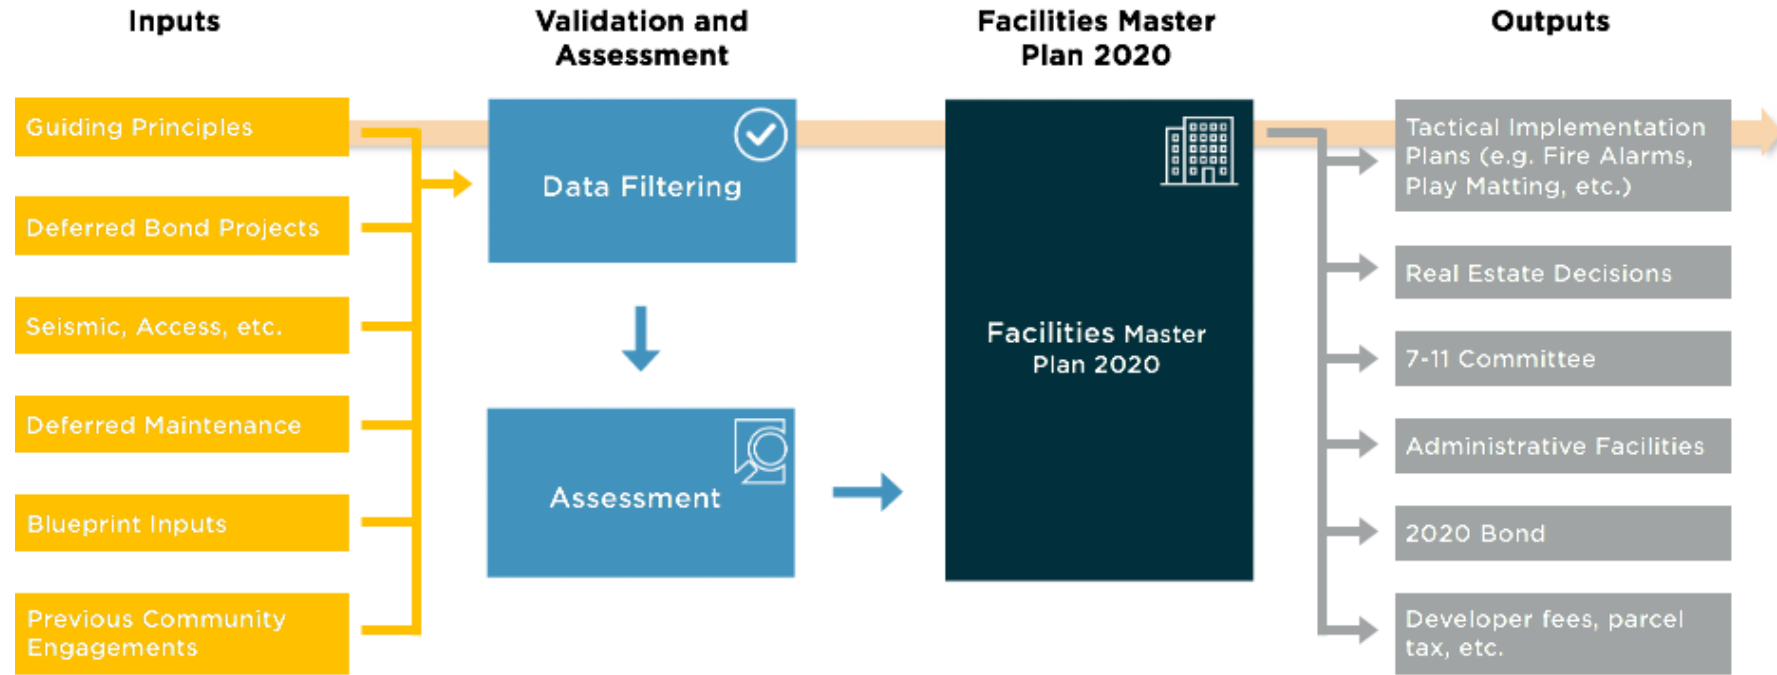 Inputs
Validation and
Assessment
Facilities Master
Plan 2020
Outputs
Guiding Principles
Deferred Bond Projects
Seismic, Access, etc.
Deferred Maintenance
Blueprint Inputs
Previous Community
Engagements
Data Filtering
Assessment
Facilities Master
Plan 2020
Tactical Implementation
Plans (e.g. Fire Alarms,
Play Matting, etc.)
Real Estate Decisions
7-11 Committee
Administrative Facilities
2020 Bond
Developer fees, parcel
tax, etc.